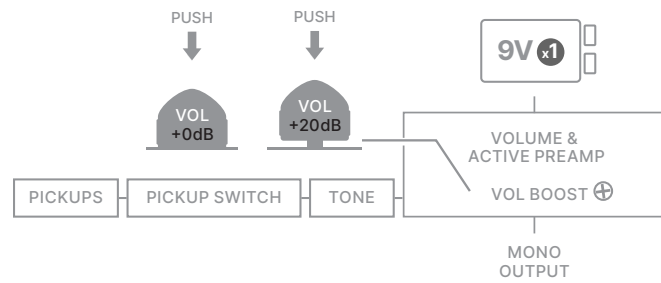 PUSH
PUSH
9V x1
VOL
+0dB
VOL
+20dB
VOLUME &
ACTIVE PREAMP
PICKUPS
PICKUP SWITCH
TONE
VOL BOOST
MONO
OUTPUT